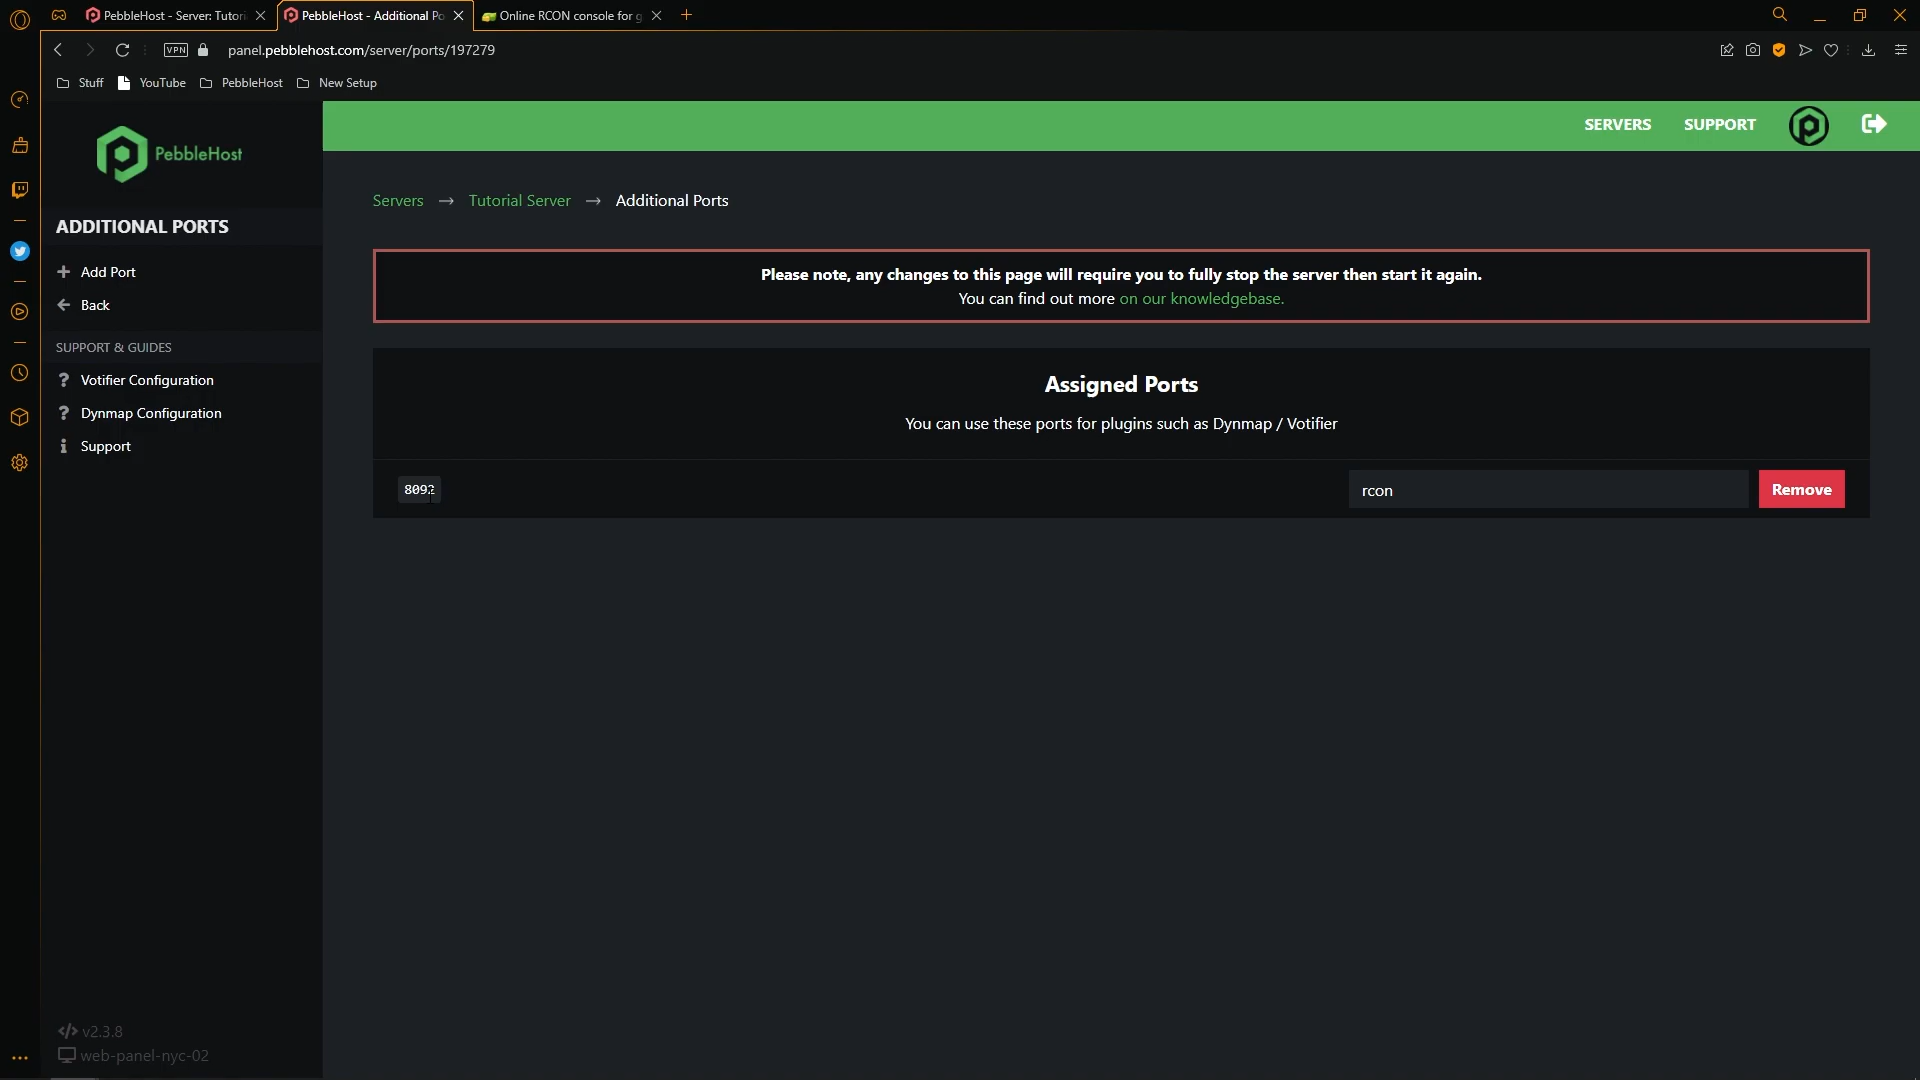 PebbleHost - Server: Tutori
PebbleHost - Additional Po
Online RCON console for g
VPN
panel.pebblehost.com/server/ports/197279
Stuff
YouTube
PebbleHost
New Setup
PebbleHost
SERVERS
SUPPORT
ADDITIONAL PORTS
Add Port
Back
SUPPORT & GUIDES
Votifier Configuration
Dynmap Configuration
Support
Servers → Tutorial Server → Additional Ports
Please note, any changes to this page will require you to fully stop the server then start it again.
You can find out more on our knowledgebase.
Assigned Ports
You can use these ports for plugins such as Dynmap / Votifier
8092
rcon
Remove
v2.3.8
web-panel-nyc-02